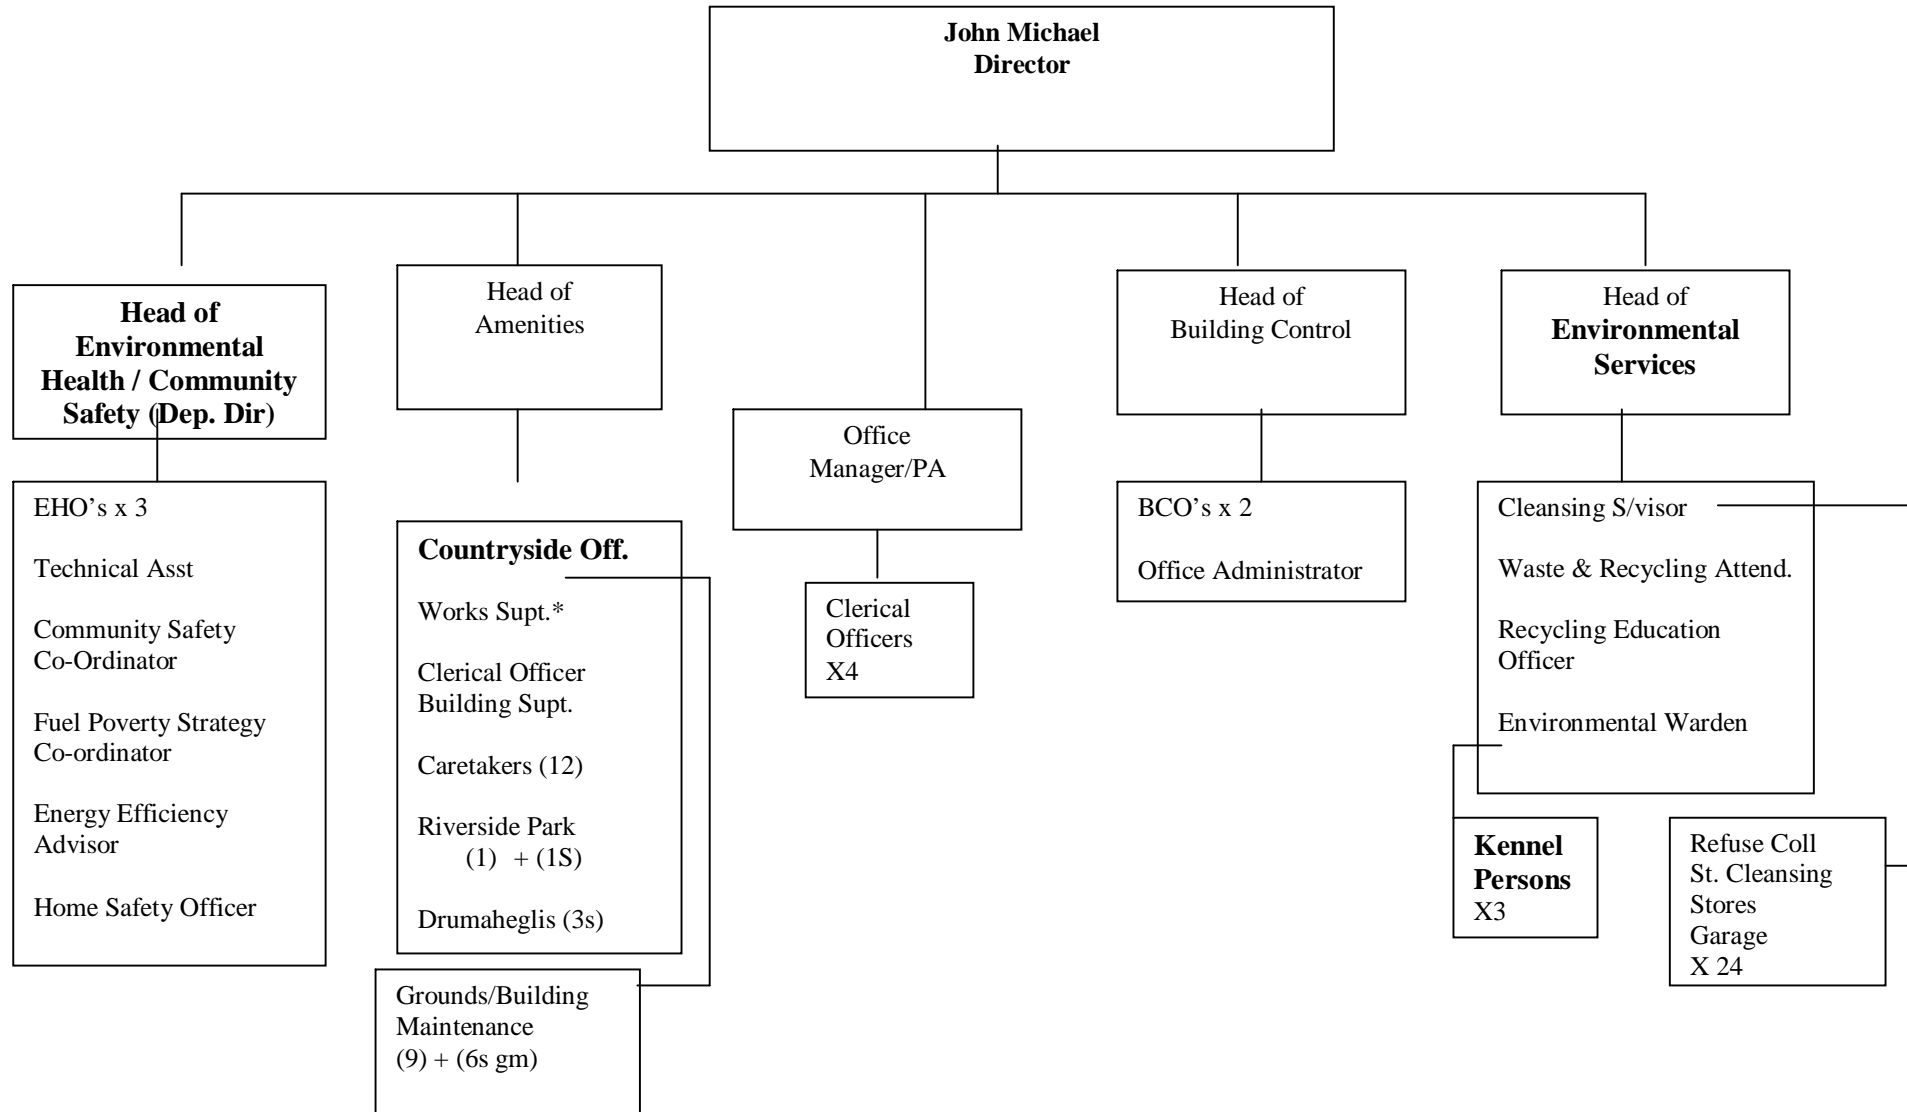 John Michael
Director
Head of
Environmental
Health / Community
Safety (Dep. Dir)
Head of
Amenities
Office
Manager/PA
Head of
Building Control
Head of
Environmental
Services
EHO’s x 3
Technical Asst
Community Safety
Co-Ordinator
Fuel Poverty Strategy
Co-ordinator
Energy Efficiency
Advisor
Home Safety Officer
Countryside Off.
Works Supt.*
Clerical Officer
Building Supt.
Caretakers (12)
Riverside Park
(1) + (1S)
Drumaheglis (3s)
Grounds/Building
Maintenance
(9) + (6s gm)
Clerical
Officers
X4
BCO’s x 2
Office Administrator
Cleansing S/visor
Waste & Recycling Attend.
Recycling Education
Officer
Environmental Warden
Kennel
Persons
X3
Refuse Coll
St. Cleansing
Stores
Garage
X 24